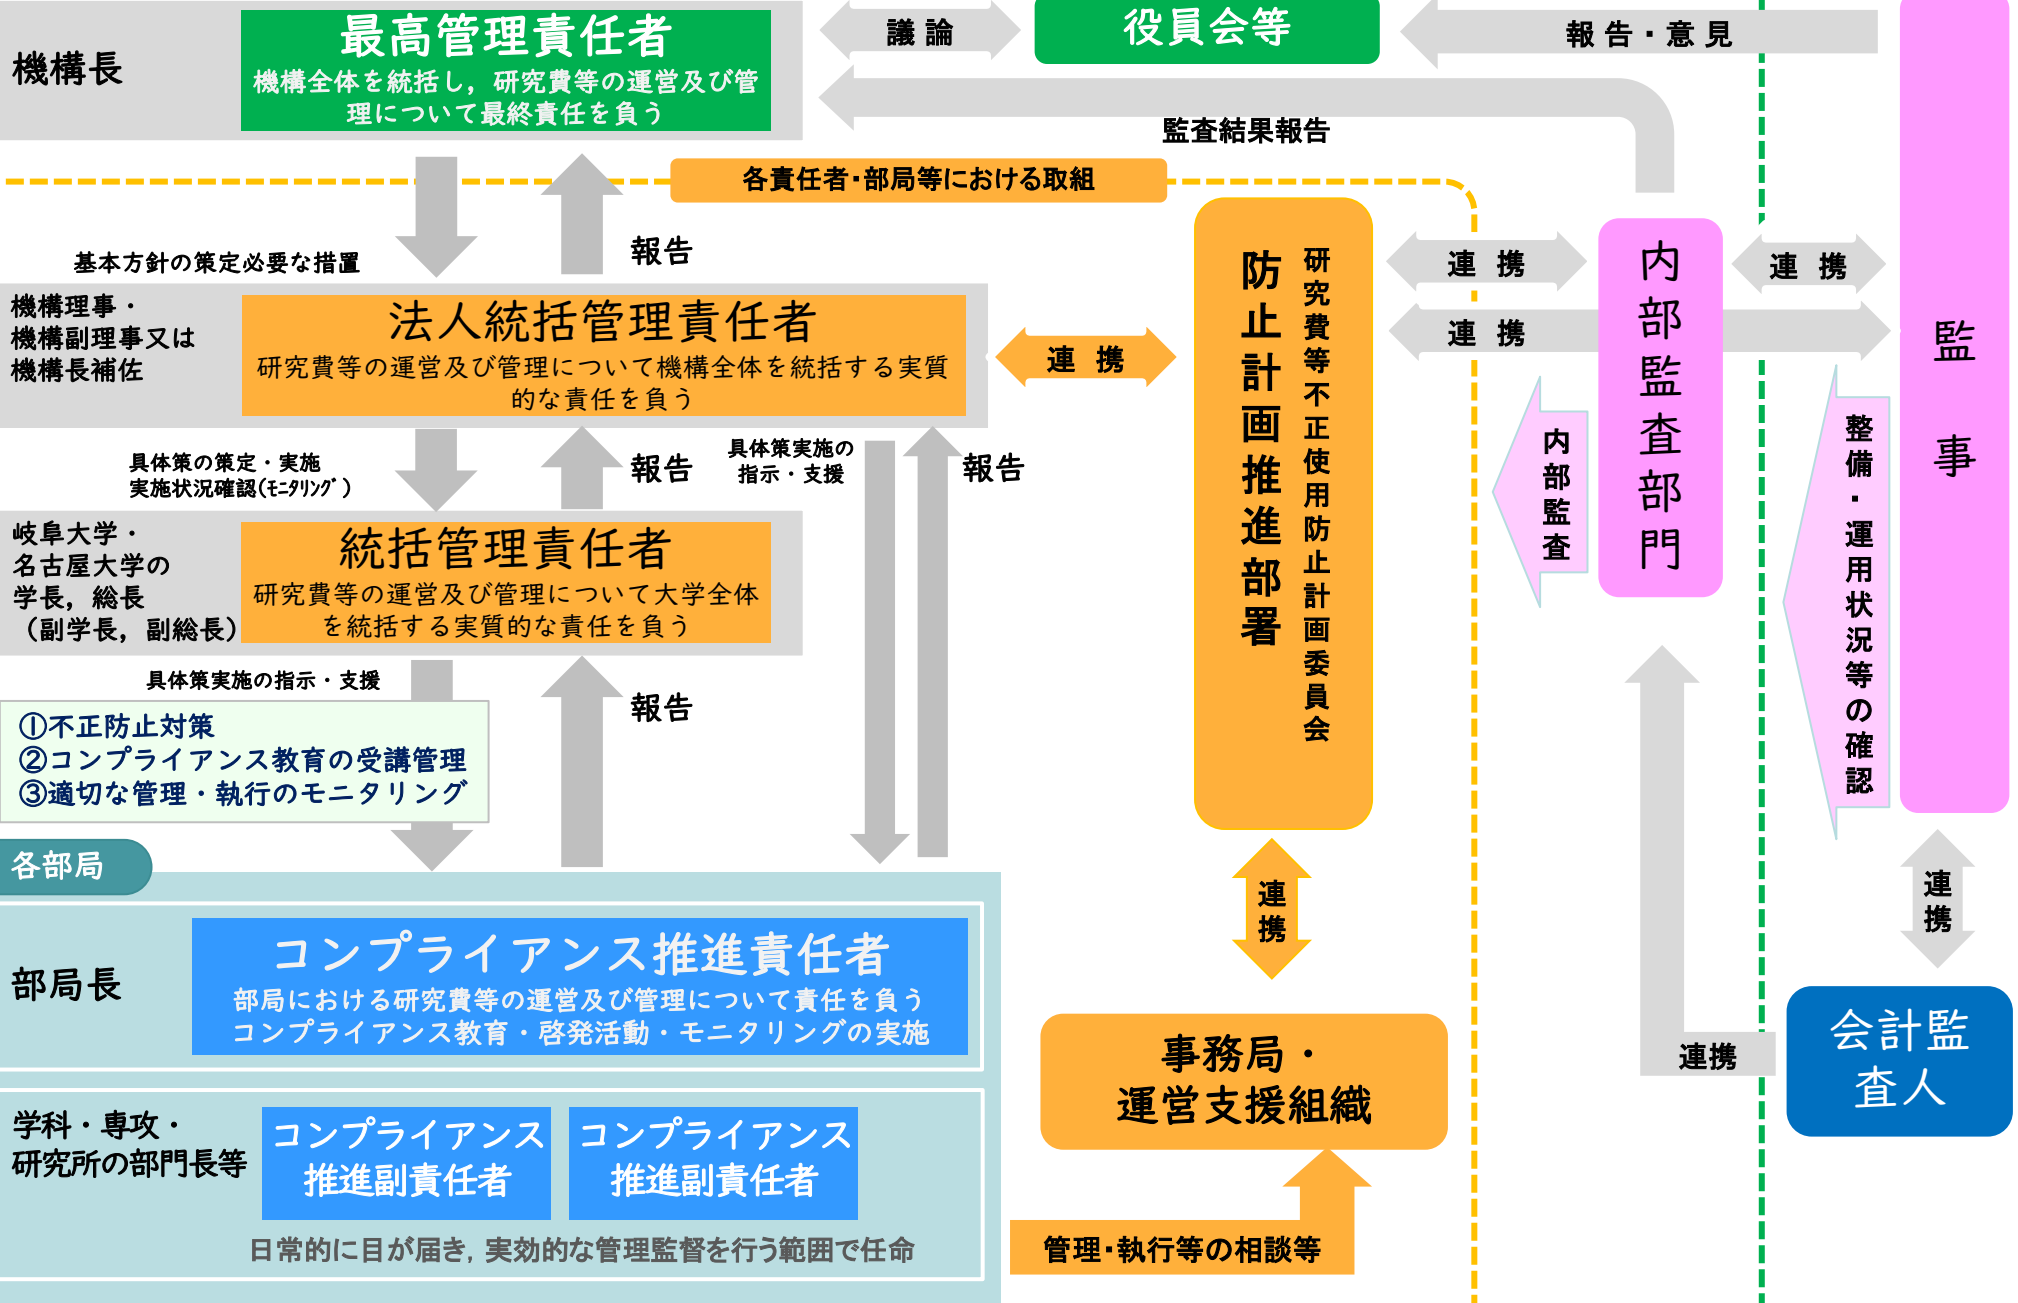 機構長
最高管理責任者
機構全体を統括し，研究費等の運営及び管
理について最終責任を負う
議 論
役員会等
報 告・意 見
監査結果報告
各責任者・部局等における取組
基本方針の策定必要な措置
報告
機構理事・
機構副理事又は
機構長補佐
法人統括管理責任者
研究費等の運営及び管理について機構全体を統括する実質
的な責任を負う
連 携
防止計画推進部署
研究費等不正使用防止計画委員会
連 携
連 携
内部監査部門
連 携
監 事
内部監査
整備・運用状況等の確認
具体策の策定・実施
実施状況確認(ﾓﾆﾀﾘﾝｸﾞ)
報告
具体策実施の
指示・支援
報告
岐阜大学・
名古屋大学の
学長，総長
（副学長，副総長）
統括管理責任者
研究費等の運営及び管理について大学全体
を統括する実質的な責任を負う
具体策実施の指示・支援
報告
①不正防止対策
②コンプライアンス教育の受講管理
③適切な管理・執行のモニタリング
各部局
部局長
コンプライアンス推進責任者
部局における研究費等の運営及び管理について責任を負う
コンプライアンス教育・啓発活動・モニタリングの実施
連携
連携
事務局・
運営支援組織
連携
会計監
査人
学科・専攻・
研究所の部門長等
コンプライアンス
推進副責任者
コンプライアンス
推進副責任者
日常的に目が届き，実効的な管理監督を行う範囲で任命
管理・執行等の相談等